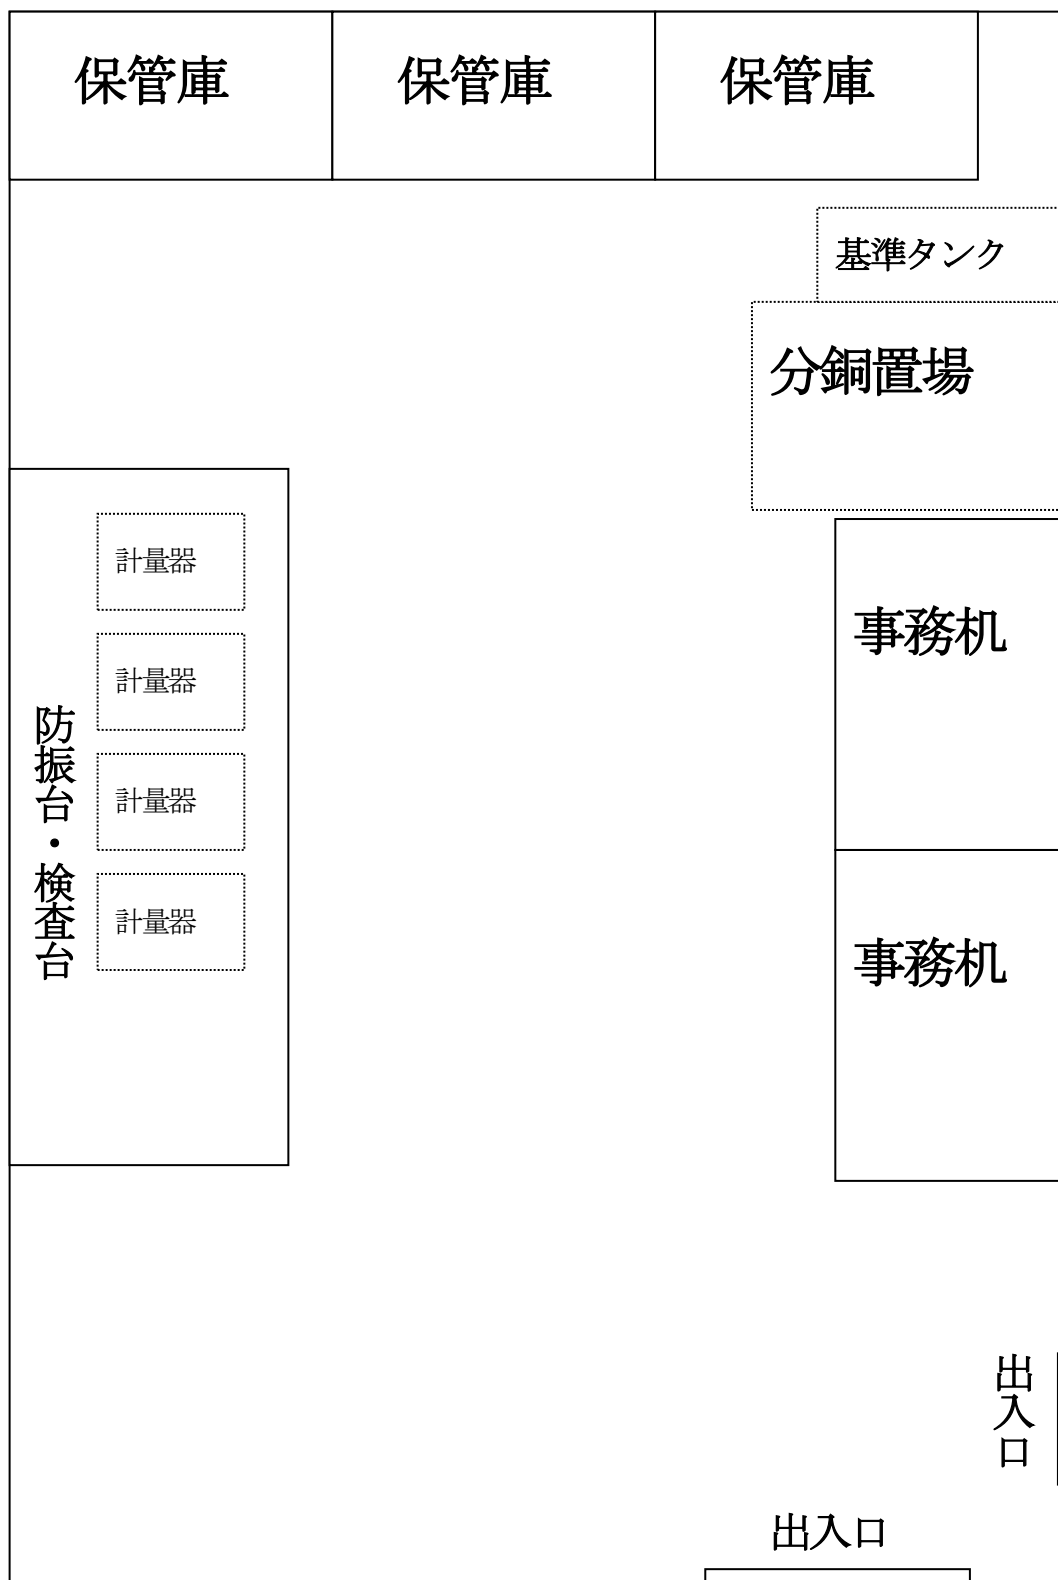 保管庫
保管庫
保管庫
基準タンク
分銅置場
計量器
計量器
計量器
計量器
防振台・検査台
事務机
事務机
出入口
出入口